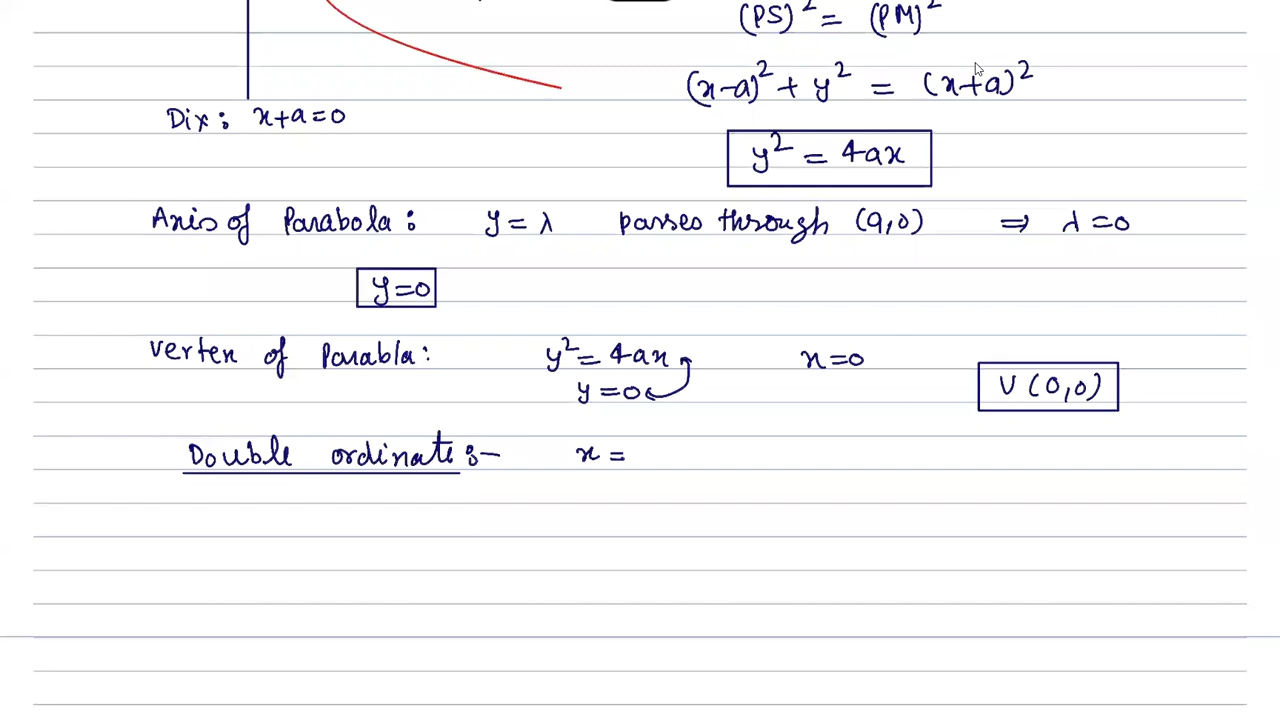 (PS)² = (PM)²
(x-a)² + y² = (x+a)²
Dix: x+a=0
y² = 4ax
Axis of Parabola: y = λ passes through (a,0) ⇒ λ=0
y=0
Vertex of Parabla: y² = 4ax x=0
y=0 V(0,0)
Double ordinate :- x =